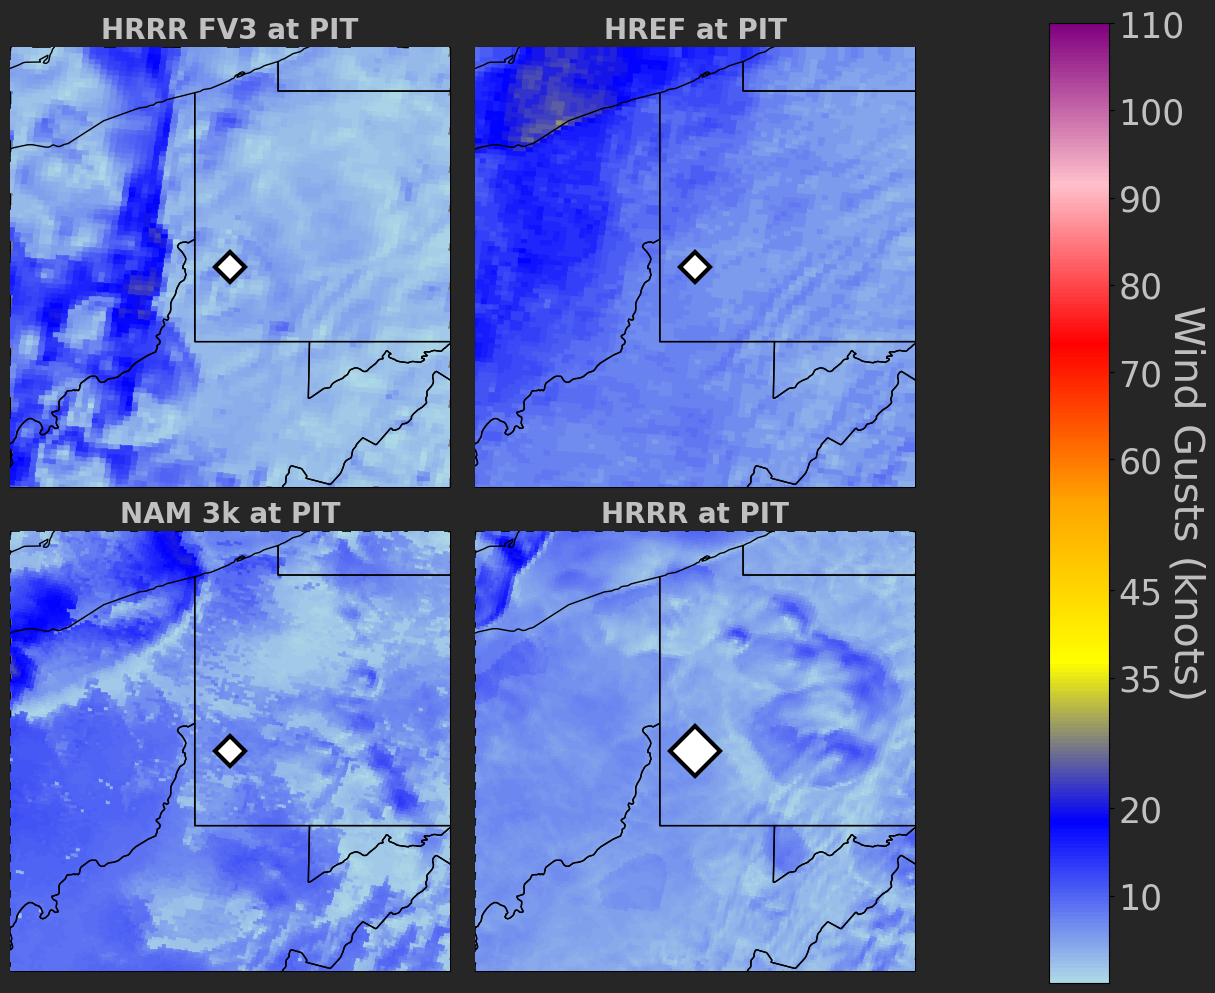 HRRR FV3 at PIT
HREF at PIT
NAM 3k at PIT
HRRR at PIT
110
100
90
80
70
60
45
35
20
10
Wind Gusts (knots)